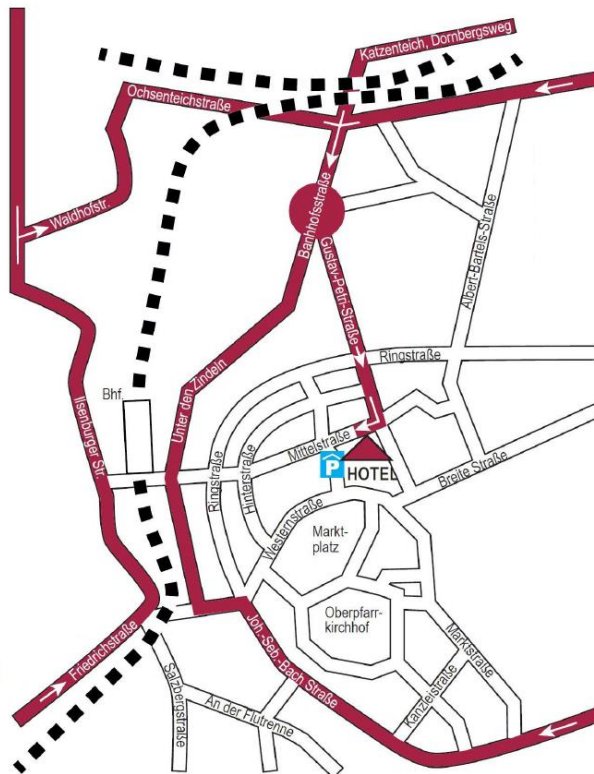 Katzenteich, Dornbergsweg
Ochsenteichstraße
Waldhofstr.
Banhhofsstraße
Albert-Bartels-Straße
Gustav-Petri-Straße
Ringstraße
Bhf.
Unter den Zindeln
Ilsenburger Str.
Mittelstraße
P
HOTEL
Breite Straße
Ringstraße
Hinterstraße
Westernstraße
Markt-
platz
Oberpfarr-
kirchhof
Friedrichstraße
Joh.-Seb.-Bach Straße
Marktstraße
Kanzleistraße
Salzbergstraße
An der Flutrenne